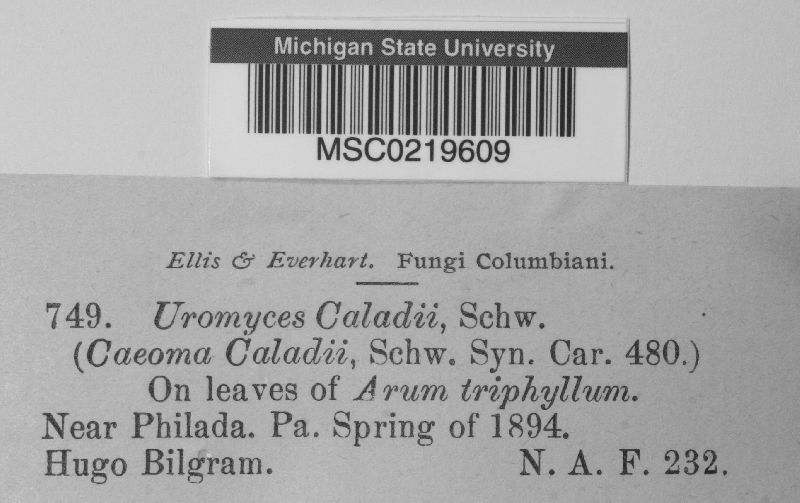 Michigan State University
MSC0219609
Ellis & Everhart. Fungi Columbiani.
749. Uromyces Caladii, Schw.
(Caeoma Caladii, Schw. Syn. Car. 480.)
On leaves of Arum triphyllum.
Near Philada. Pa. Spring of 1894.
Hugo Bilgram. N. A. F. 232.